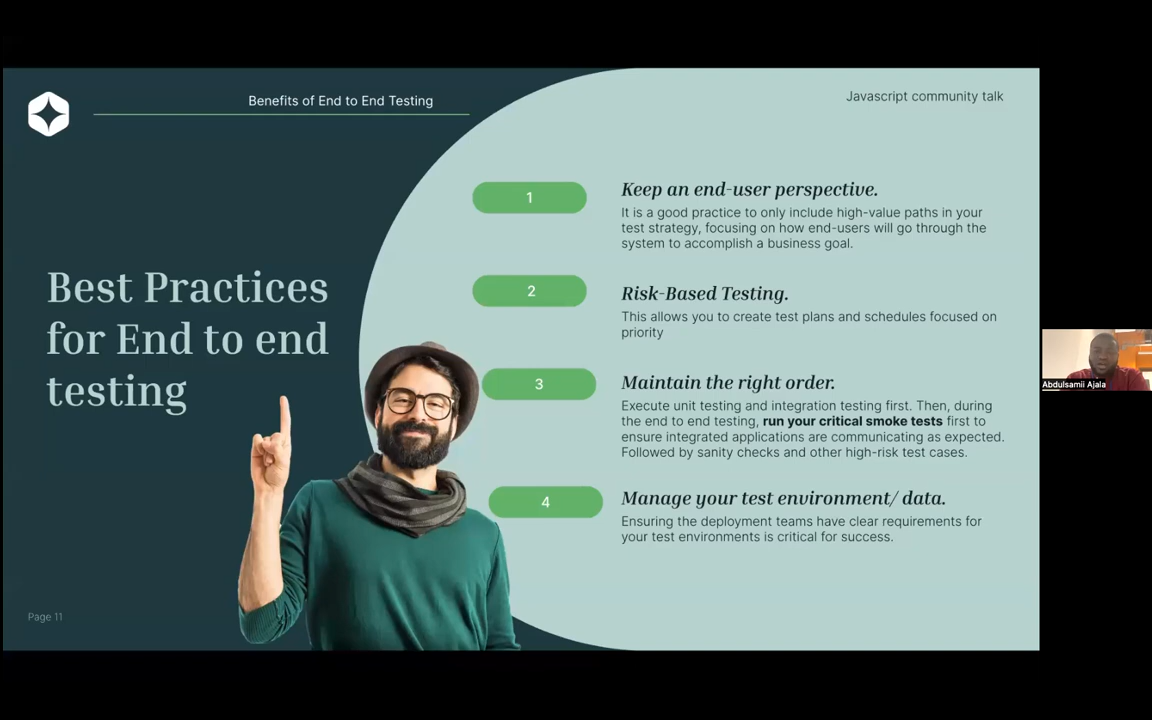 Benefits of End to End Testing
Javascript community talk
Best Practices
for End to end
testing
1
Keep an end-user perspective.
It is a good practice to only include high-value paths in your
test strategy, focusing on how end-users will go through the
system to accomplish a business goal.
2
Risk-Based Testing.
This allows you to create test plans and schedules focused on
priority
3
Maintain the right order.
Execute unit testing and integration testing first. Then, during
the end to end testing, run your critical smoke tests first to
ensure integrated applications are communicating as expected.
Followed by sanity checks and other high-risk test cases.
4
Manage your test environment/ data.
Ensuring the deployment teams have clear requirements for
your test environments is critical for success.
Page 11
Abdulsamii Ajala